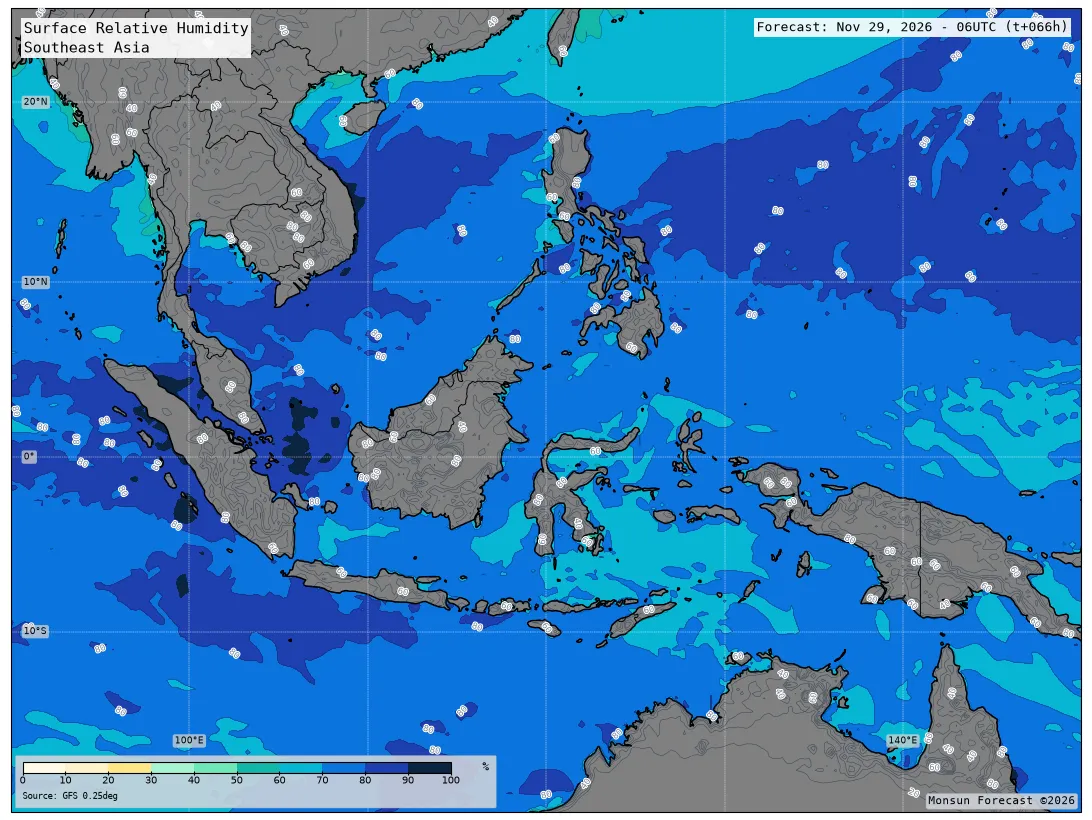 Surface Relative Humidity
Southeast Asia
Forecast: Nov 29, 2026 - 06UTC (t+066h)
20°N
10°N
0°
10°S
100°E
140°E
0 10 20 30 40 50 60 70 80 90 100
%
Source: GFS 0.25deg
Monsun Forecast ©2026